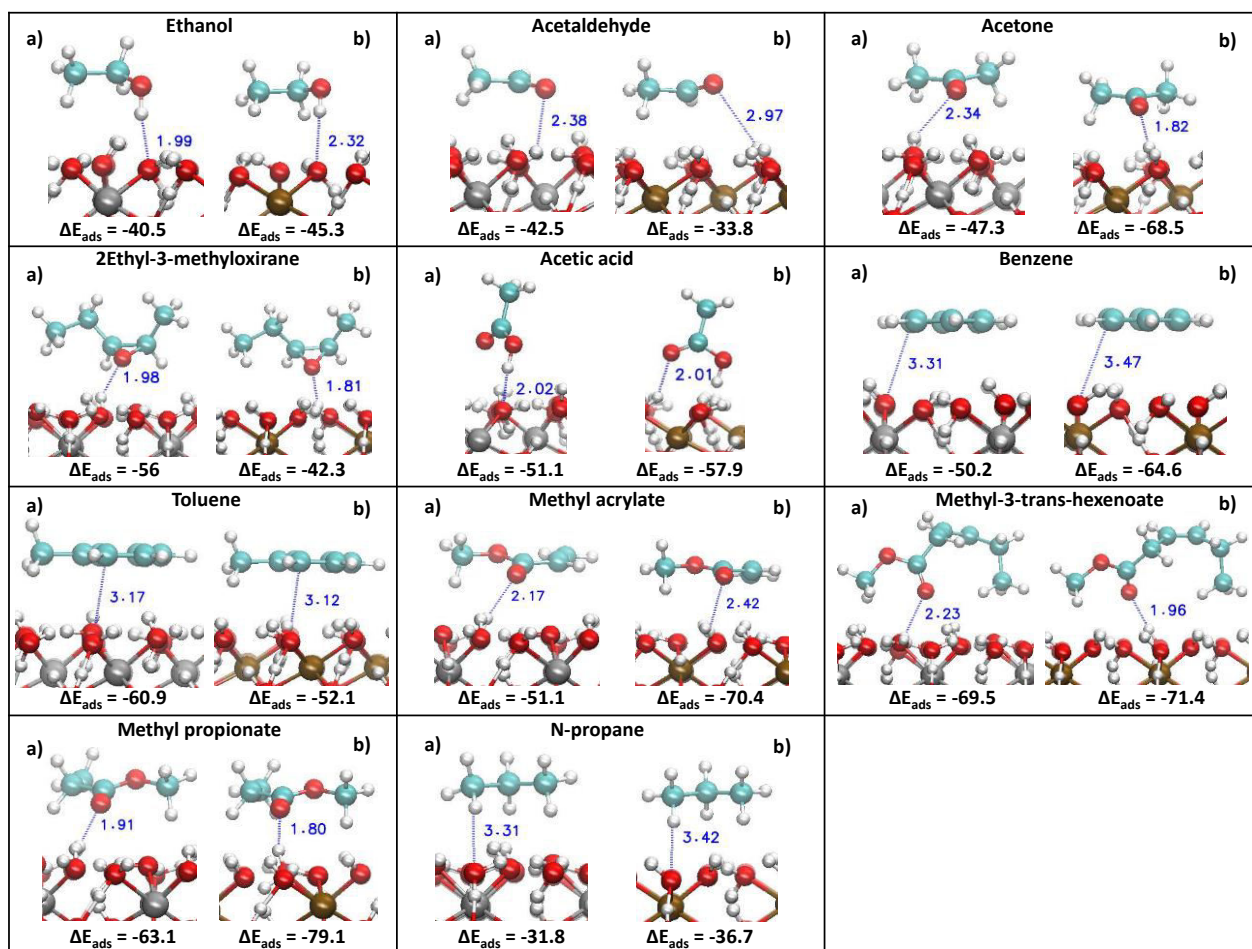 Ethanol
a)
b)
1.99
2.32
ΔEads = -40.5
ΔEads = -45.3
Acetaldehyde
a)
b)
2.38
2.97
ΔEads = -42.5
ΔEads = -33.8
Acetone
a)
b)
2.34
1.82
ΔEads = -47.3
ΔEads = -68.5
2Ethyl-3-methyloxirane
a)
b)
1.98
1.81
ΔEads = -56
ΔEads = -42.3
Acetic acid
a)
b)
2.02
2.01
ΔEads = -51.1
ΔEads = -57.9
Benzene
a)
b)
3.31
3.47
ΔEads = -50.2
ΔEads = -64.6
Toluene
a)
b)
3.17
3.12
ΔEads = -60.9
ΔEads = -52.1
Methyl acrylate
a)
b)
2.17
2.42
ΔEads = -51.1
ΔEads = -70.4
Methyl-3-trans-hexenoate
a)
b)
2.23
1.96
ΔEads = -69.5
ΔEads = -71.4
Methyl propionate
a)
b)
1.91
1.80
ΔEads = -63.1
ΔEads = -79.1
N-propane
a)
b)
3.31
3.42
ΔEads = -31.8
ΔEads = -36.7